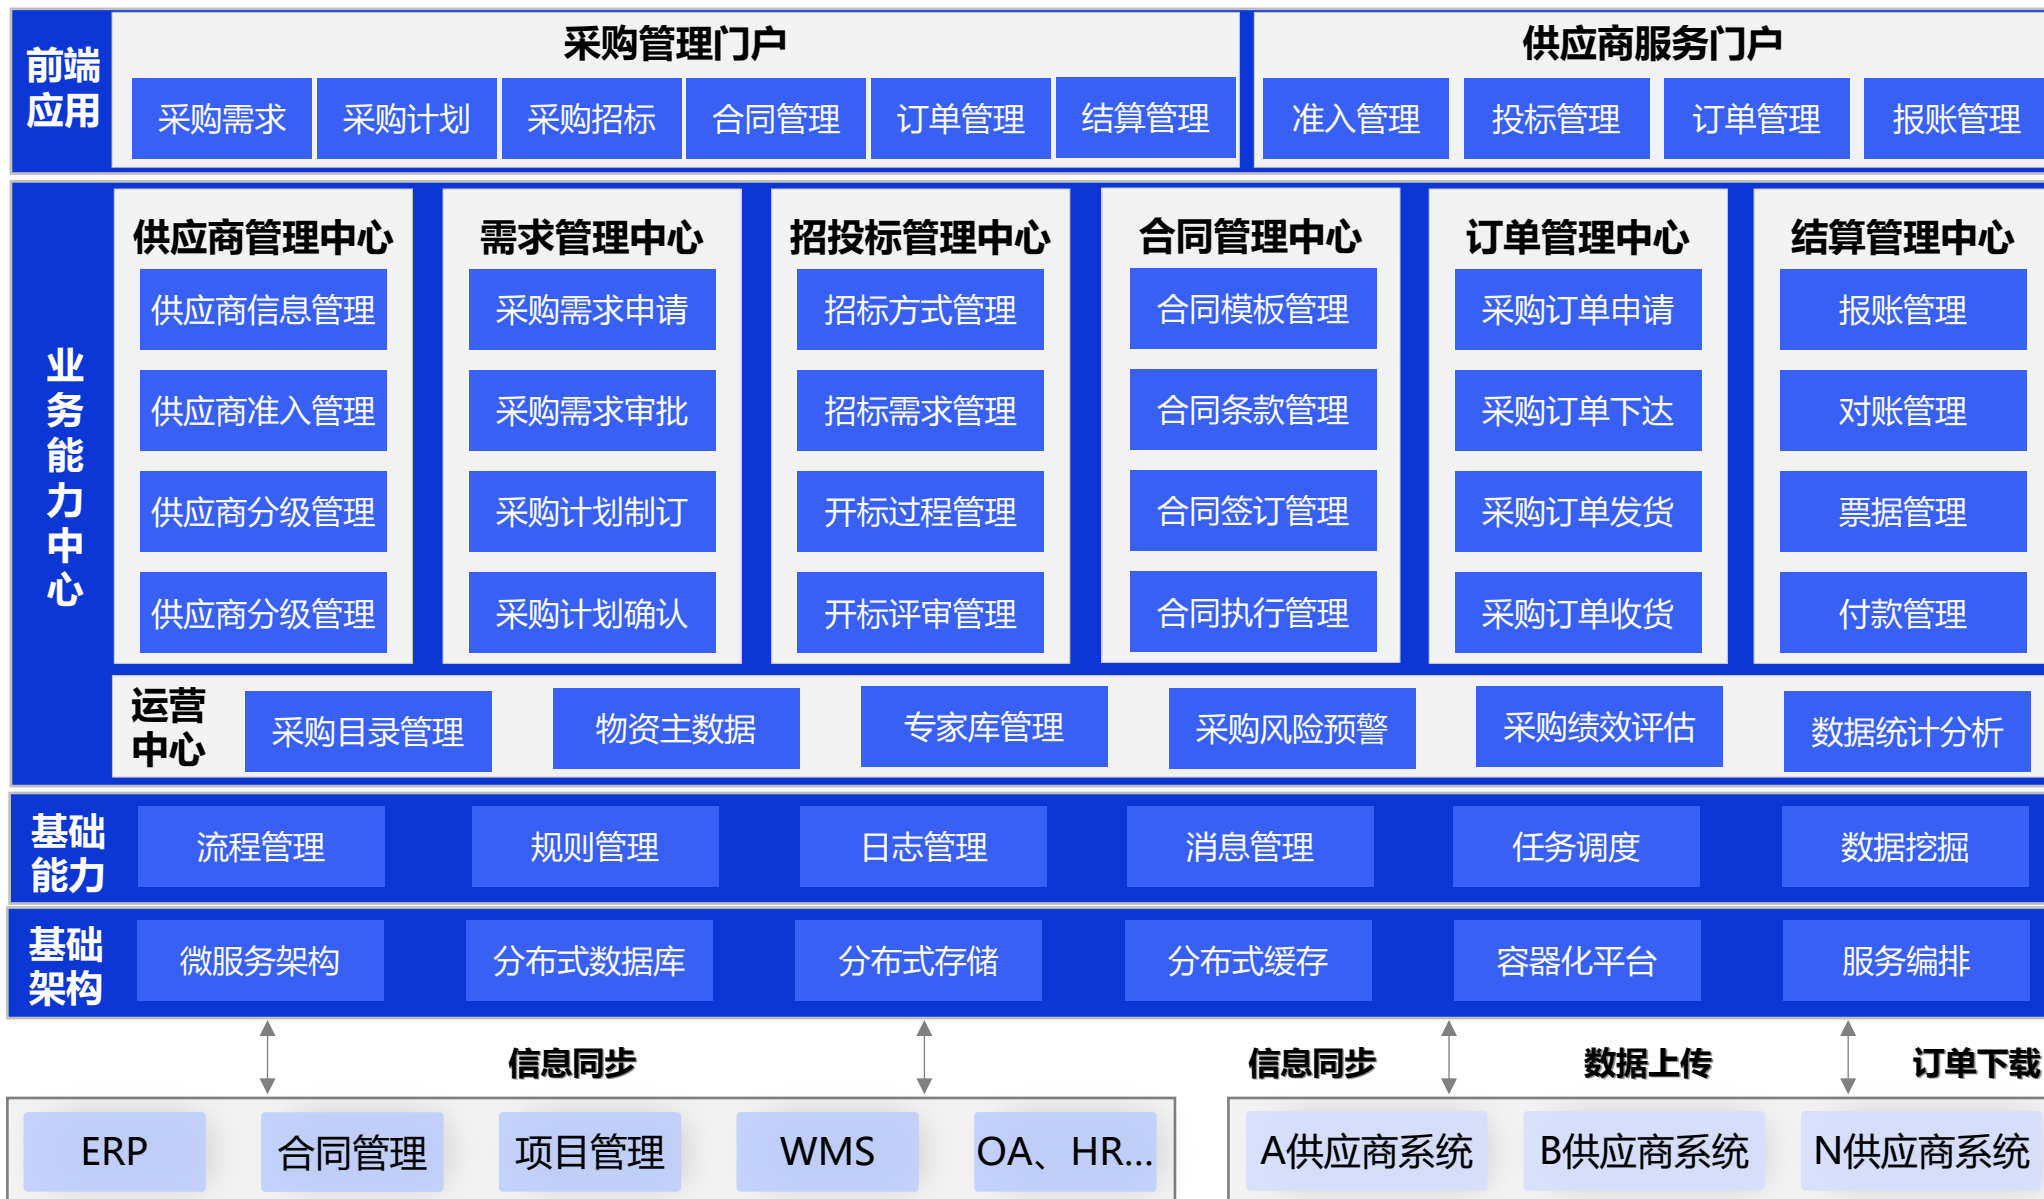 前端
应用
采购管理门户
采购需求
采购计划
采购招标
合同管理
订单管理
结算管理
供应商服务门户
准入管理
投标管理
订单管理
报账管理
业
务
能
力
中
心
供应商管理中心
供应商信息管理
供应商准入管理
供应商分级管理
供应商分级管理
需求管理中心
采购需求申请
采购需求审批
采购计划制订
采购计划确认
招投标管理中心
招标方式管理
招标需求管理
开标过程管理
开标评审管理
合同管理中心
合同模板管理
合同条款管理
合同签订管理
合同执行管理
订单管理中心
采购订单申请
采购订单下达
采购订单发货
采购订单收货
结算管理中心
报账管理
对账管理
票据管理
付款管理
运营
中心
采购目录管理
物资主数据
专家库管理
采购风险预警
采购绩效评估
数据统计分析
基础
能力
流程管理
规则管理
日志管理
消息管理
任务调度
数据挖掘
基础
架构
微服务架构
分布式数据库
分布式存储
分布式缓存
容器化平台
服务编排
信息同步
信息同步
数据上传
订单下载
ERP
合同管理
项目管理
WMS
OA、HR...
A供应商系统
B供应商系统
N供应商系统